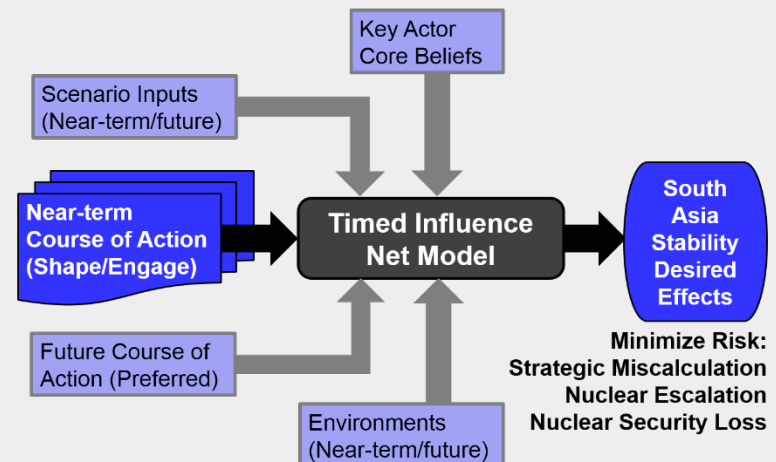 Key Actor
Core Beliefs
Scenario Inputs
(Near-term/future)
Near-term
Course of Action
(Shape/Engage)
Timed Influence
Net Model
South
Asia
Stability
Desired
Effects
Future Course of
Action (Preferred)
Environments
(Near-term/future)
Minimize Risk:
Strategic Miscalculation
Nuclear Escalation
Nuclear Security Loss